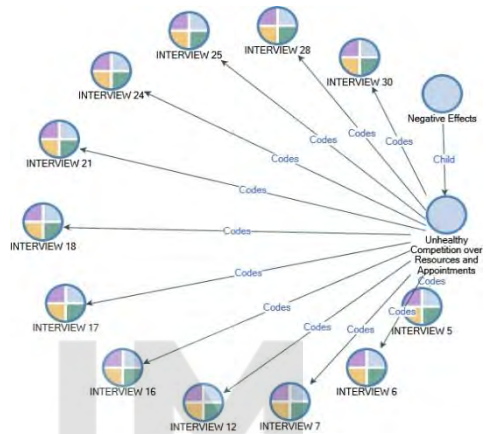 INTERVIEW 28
INTERVIEW 25
INTERVIEW 30
INTERVIEW 24
Negative Effects
Codes
Codes
Codes
Child
Codes
INTERVIEW 21
Codes
INTERVIEW 18
Codes
Unhealthy
Competition over
Resources and
Appointments
Codes
Codes
INTERVIEW 17
Codes
Codes
Codes
Codes
INTERVIEW 5
INTERVIEW 16
INTERVIEW 6
INTERVIEW 12
INTERVIEW 7
IM